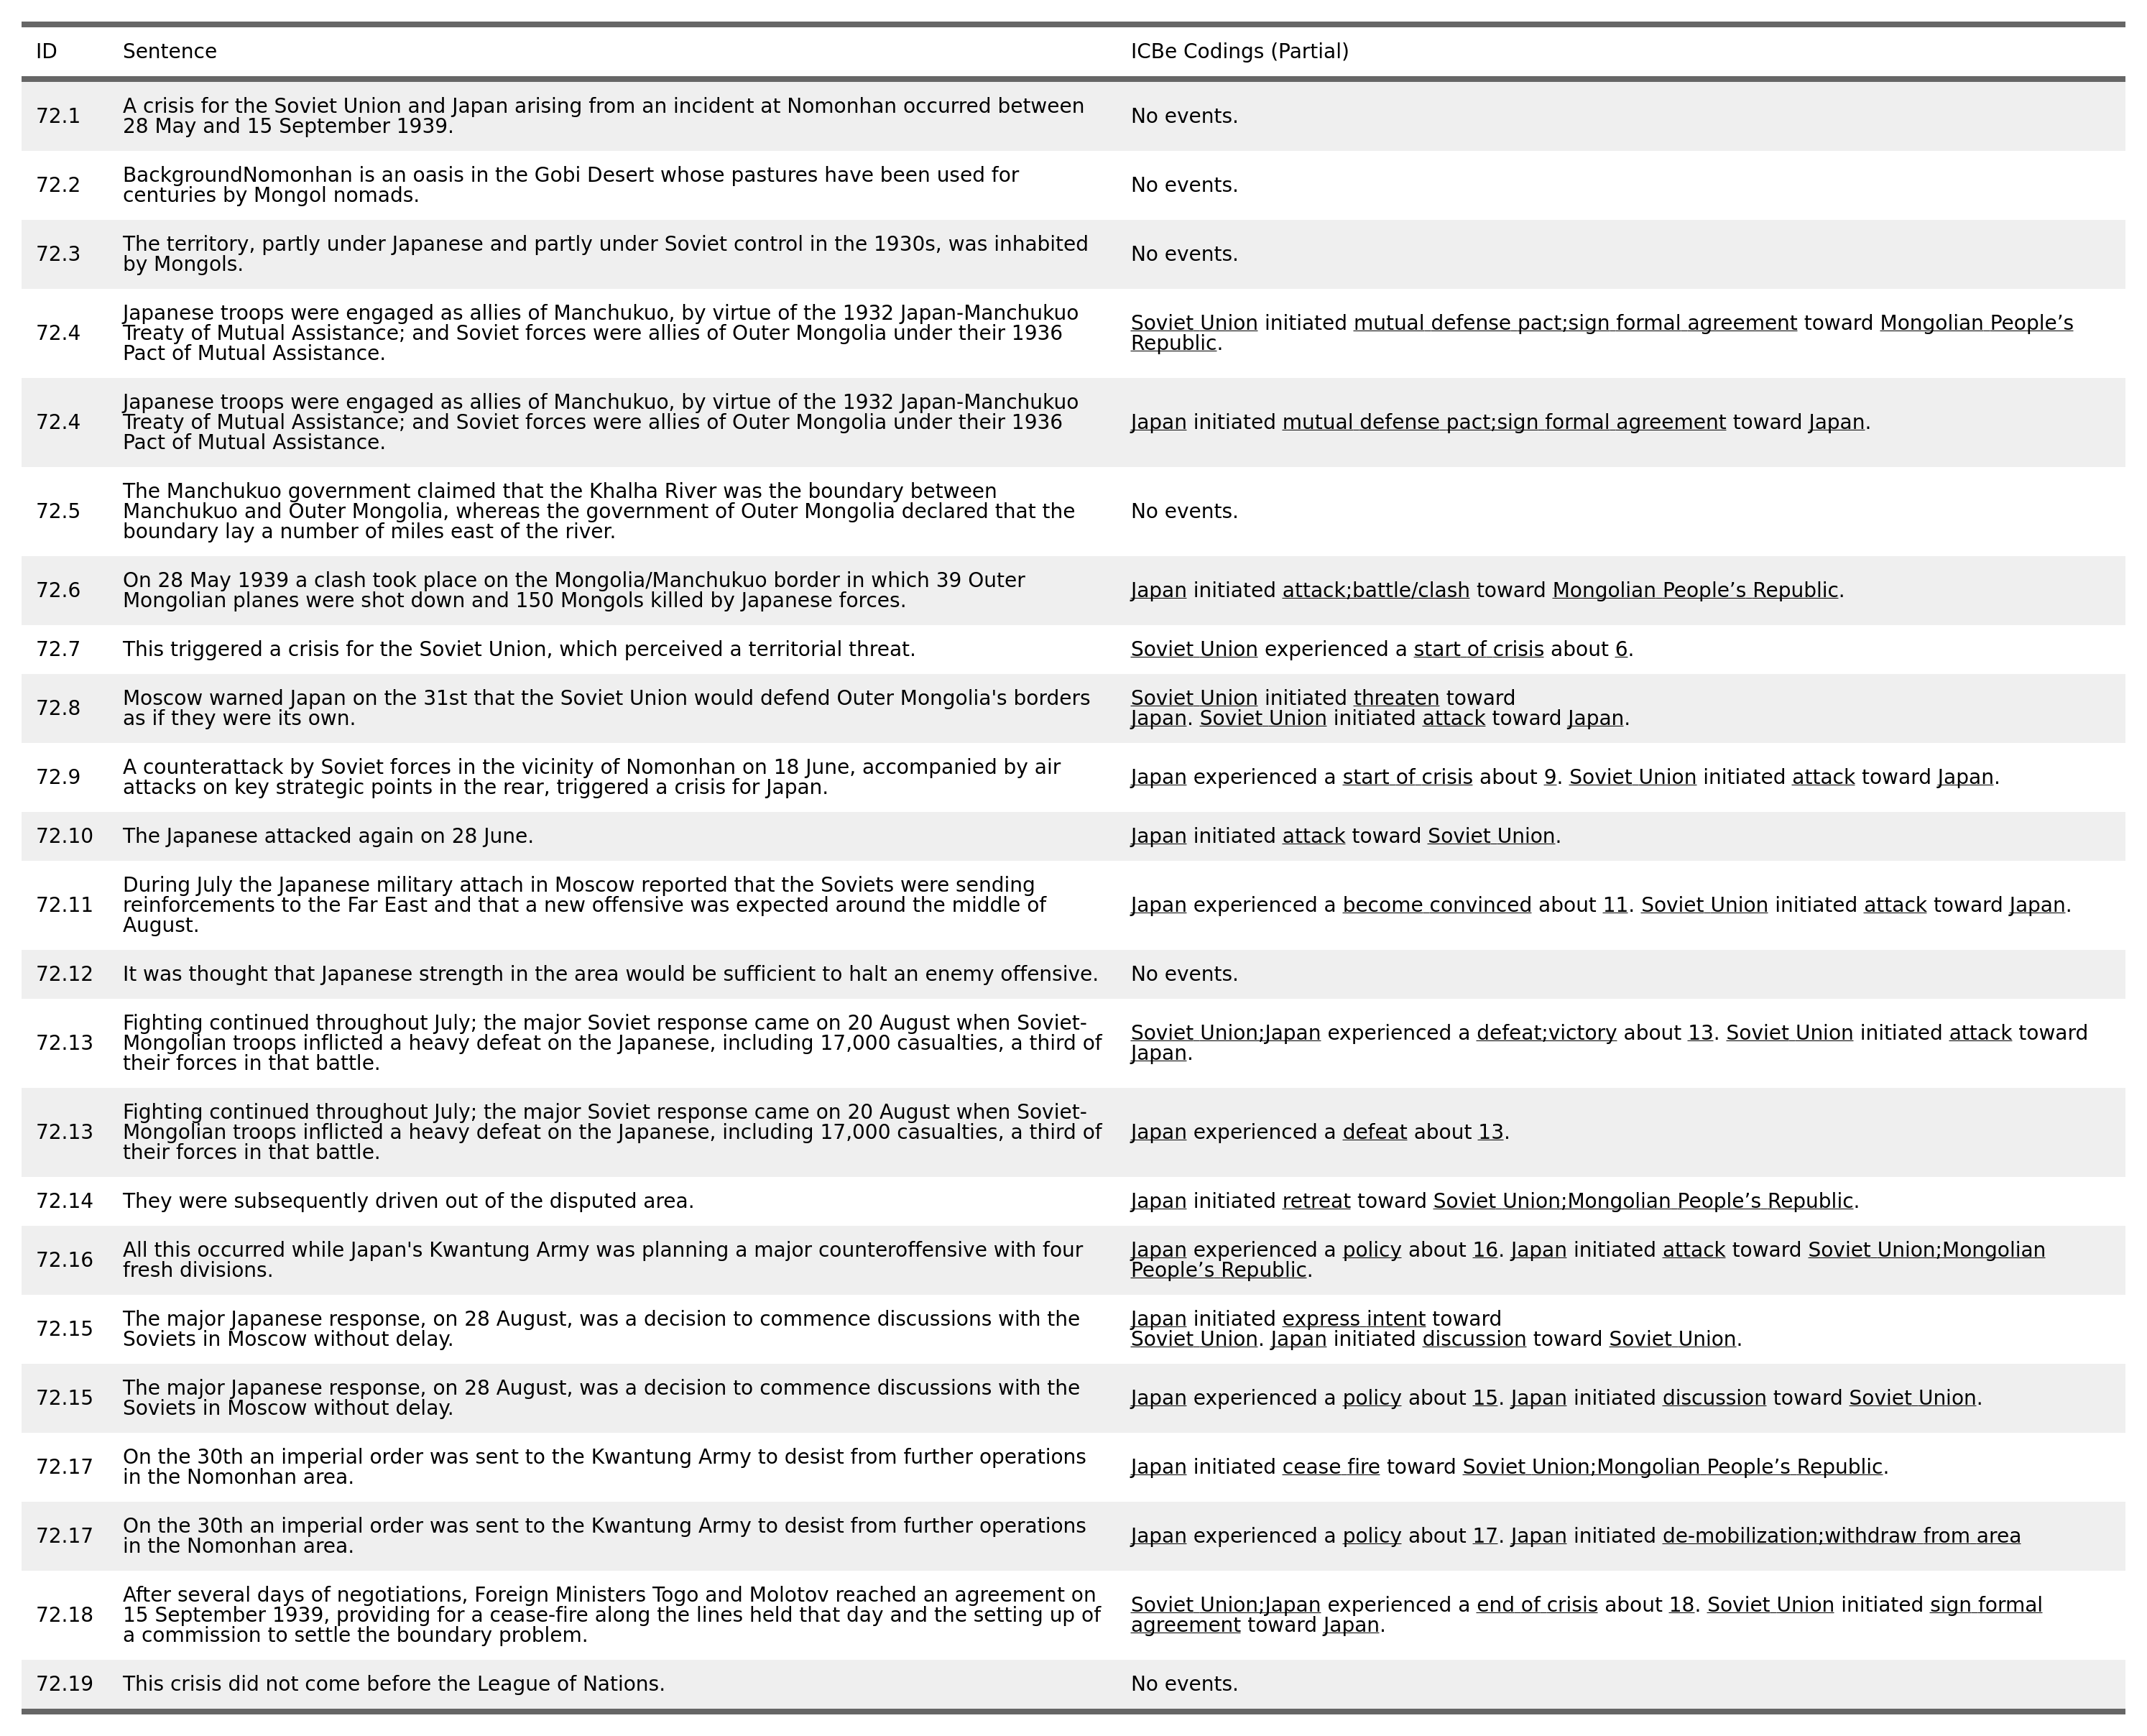 ID Sentence ICBe Codings (Partial)
72.1 A crisis for the Soviet Union and Japan arising from an incident at Nomonhan occurred between
28 May and 15 September 1939. No events.
72.2 BackgroundNomonhan is an oasis in the Gobi Desert whose pastures have been used for
centuries by Mongol nomads. No events.
72.3 The territory, partly under Japanese and partly under Soviet control in the 1930s, was inhabited
by Mongols. No events.
72.4 Japanese troops were engaged as allies of Manchukuo, by virtue of the 1932 Japan-Manchukuo
Treaty of Mutual Assistance; and Soviet forces were allies of Outer Mongolia under their 1936
Pact of Mutual Assistance.
Soviet Union initiated mutual defense pact;sign formal agreement toward Mongolian People’s
Republic.
72.4 Japanese troops were engaged as allies of Manchukuo, by virtue of the 1932 Japan-Manchukuo
Treaty of Mutual Assistance; and Soviet forces were allies of Outer Mongolia under their 1936
Pact of Mutual Assistance.
Japan initiated mutual defense pact;sign formal agreement toward Japan.
72.5 The Manchukuo government claimed that the Khalha River was the boundary between
Manchukuo and Outer Mongolia, whereas the government of Outer Mongolia declared that the
boundary lay a number of miles east of the river.
No events.
72.6 On 28 May 1939 a clash took place on the Mongolia/Manchukuo border in which 39 Outer
Mongolian planes were shot down and 150 Mongols killed by Japanese forces.
Japan initiated attack;battle/clash toward Mongolian People’s Republic.
72.7 This triggered a crisis for the Soviet Union, which perceived a territorial threat.
Soviet Union experienced a start of crisis about 6.
72.8 Moscow warned Japan on the 31st that the Soviet Union would defend Outer Mongolia's borders
as if they were its own.
Soviet Union initiated threaten toward
Japan. Soviet Union initiated attack toward Japan.
72.9 A counterattack by Soviet forces in the vicinity of Nomonhan on 18 June, accompanied by air
attacks on key strategic points in the rear, triggered a crisis for Japan.
Japan experienced a start of crisis about 9. Soviet Union initiated attack toward Japan.
72.10 The Japanese attacked again on 28 June.
Japan initiated attack toward Soviet Union.
72.11 During July the Japanese military attach in Moscow reported that the Soviets were sending
reinforcements to the Far East and that a new offensive was expected around the middle of
August.
Japan experienced a become convinced about 11. Soviet Union initiated attack toward Japan.
72.12 It was thought that Japanese strength in the area would be sufficient to halt an enemy offensive.
No events.
72.13 Fighting continued throughout July; the major Soviet response came on 20 August when Soviet-
Mongolian troops inflicted a heavy defeat on the Japanese, including 17,000 casualties, a third of
their forces in that battle.
Soviet Union;Japan experienced a defeat;victory about 13. Soviet Union initiated attack toward
Japan.
72.13 Fighting continued throughout July; the major Soviet response came on 20 August when Soviet-
Mongolian troops inflicted a heavy defeat on the Japanese, including 17,000 casualties, a third of
their forces in that battle.
Japan experienced a defeat about 13.
72.14 They were subsequently driven out of the disputed area.
Japan initiated retreat toward Soviet Union;Mongolian People’s Republic.
72.16 All this occurred while Japan's Kwantung Army was planning a major counteroffensive with four
fresh divisions.
Japan experienced a policy about 16. Japan initiated attack toward Soviet Union;Mongolian
People’s Republic.
72.15 The major Japanese response, on 28 August, was a decision to commence discussions with the
Soviets in Moscow without delay.
Japan initiated express intent toward
Soviet Union. Japan initiated discussion toward Soviet Union.
72.15 The major Japanese response, on 28 August, was a decision to commence discussions with the
Soviets in Moscow without delay.
Japan experienced a policy about 15. Japan initiated discussion toward Soviet Union.
72.17 On the 30th an imperial order was sent to the Kwantung Army to desist from further operations
in the Nomonhan area.
Japan initiated cease fire toward Soviet Union;Mongolian People’s Republic.
72.17 On the 30th an imperial order was sent to the Kwantung Army to desist from further operations
in the Nomonhan area.
Japan experienced a policy about 17. Japan initiated de-mobilization;withdraw from area
72.18 After several days of negotiations, Foreign Ministers Togo and Molotov reached an agreement on
15 September 1939, providing for a cease-fire along the lines held that day and the setting up of
a commission to settle the boundary problem.
Soviet Union;Japan experienced a end of crisis about 18. Soviet Union initiated sign formal
agreement toward Japan.
72.19 This crisis did not come before the League of Nations.
No events.